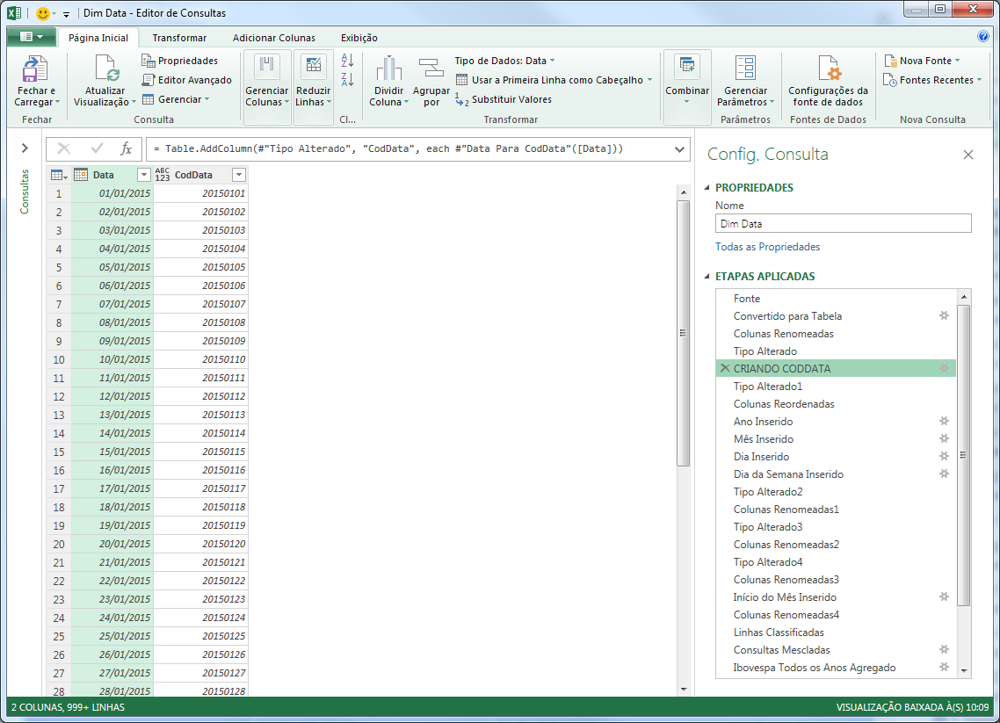 Dim Data - Editor de Consultas
Página Inicial Transformar Adicionar Colunas Exibição
Fechar e Carregar
Fechar
Atualizar Visualização
Propriedades
Editor Avançado
Gerenciar
Consulta
Gerenciar Colunas
Reduzir Linhas
A Z
Z A
Cl...
Dividir Coluna
Agrupar por
Tipo de Dados: Data
Usar a Primeira Linha como Cabeçalho
1 2 Substituir Valores
Transformar
Combinar
Gerenciar Parâmetros
Parâmetros
Configurações da fonte de dados
Fontes de Dados
Nova Fonte
Fontes Recentes
Nova Consulta
Consultas
fx = Table.AddColumn(#"Tipo Alterado", "CodData", each #"Data Para CodData"([Data]))
Data ABC 123 CodData
1 01/01/2015 20150101
2 02/01/2015 20150102
3 03/01/2015 20150103
4 04/01/2015 20150104
5 05/01/2015 20150105
6 06/01/2015 20150106
7 07/01/2015 20150107
8 08/01/2015 20150108
9 09/01/2015 20150109
10 10/01/2015 20150110
11 11/01/2015 20150111
12 12/01/2015 20150112
13 13/01/2015 20150113
14 14/01/2015 20150114
15 15/01/2015 20150115
16 16/01/2015 20150116
17 17/01/2015 20150117
18 18/01/2015 20150118
19 19/01/2015 20150119
20 20/01/2015 20150120
21 21/01/2015 20150121
22 22/01/2015 20150122
23 23/01/2015 20150123
24 24/01/2015 20150124
25 25/01/2015 20150125
26 26/01/2015 20150126
27 27/01/2015 20150127
28 28/01/2015 20150128
Config. Consulta
PROPRIEDADES
Nome
Dim Data
Todas as Propriedades
ETAPAS APLICADAS
Fonte
Convertido para Tabela
Colunas Renomeadas
Tipo Alterado
CRIANDO CODDATA
Tipo Alterado1
Colunas Reordenadas
Ano Inserido
Mês Inserido
Dia Inserido
Dia da Semana Inserido
Tipo Alterado2
Colunas Renomeadas1
Tipo Alterado3
Colunas Renomeadas2
Tipo Alterado4
Colunas Renomeadas3
Início do Mês Inserido
Colunas Renomeadas4
Linhas Classificadas
Consultas Mescladas
Ibovespa Todos os Anos Agregado
2 COLUNAS, 999+ LINHAS
VISUALIZAÇÃO BAIXADA À(S) 10:09